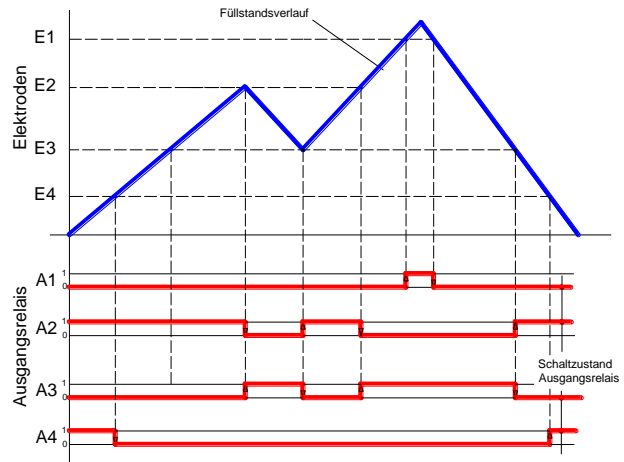 Füllstandsverlauf
E1
E2
E3
E4
Elektroden
A1 1 0
A2 1 0
A3 1 0
A4 1 0
Ausgangsrelais
Schaltzustand
Ausgangsrelais